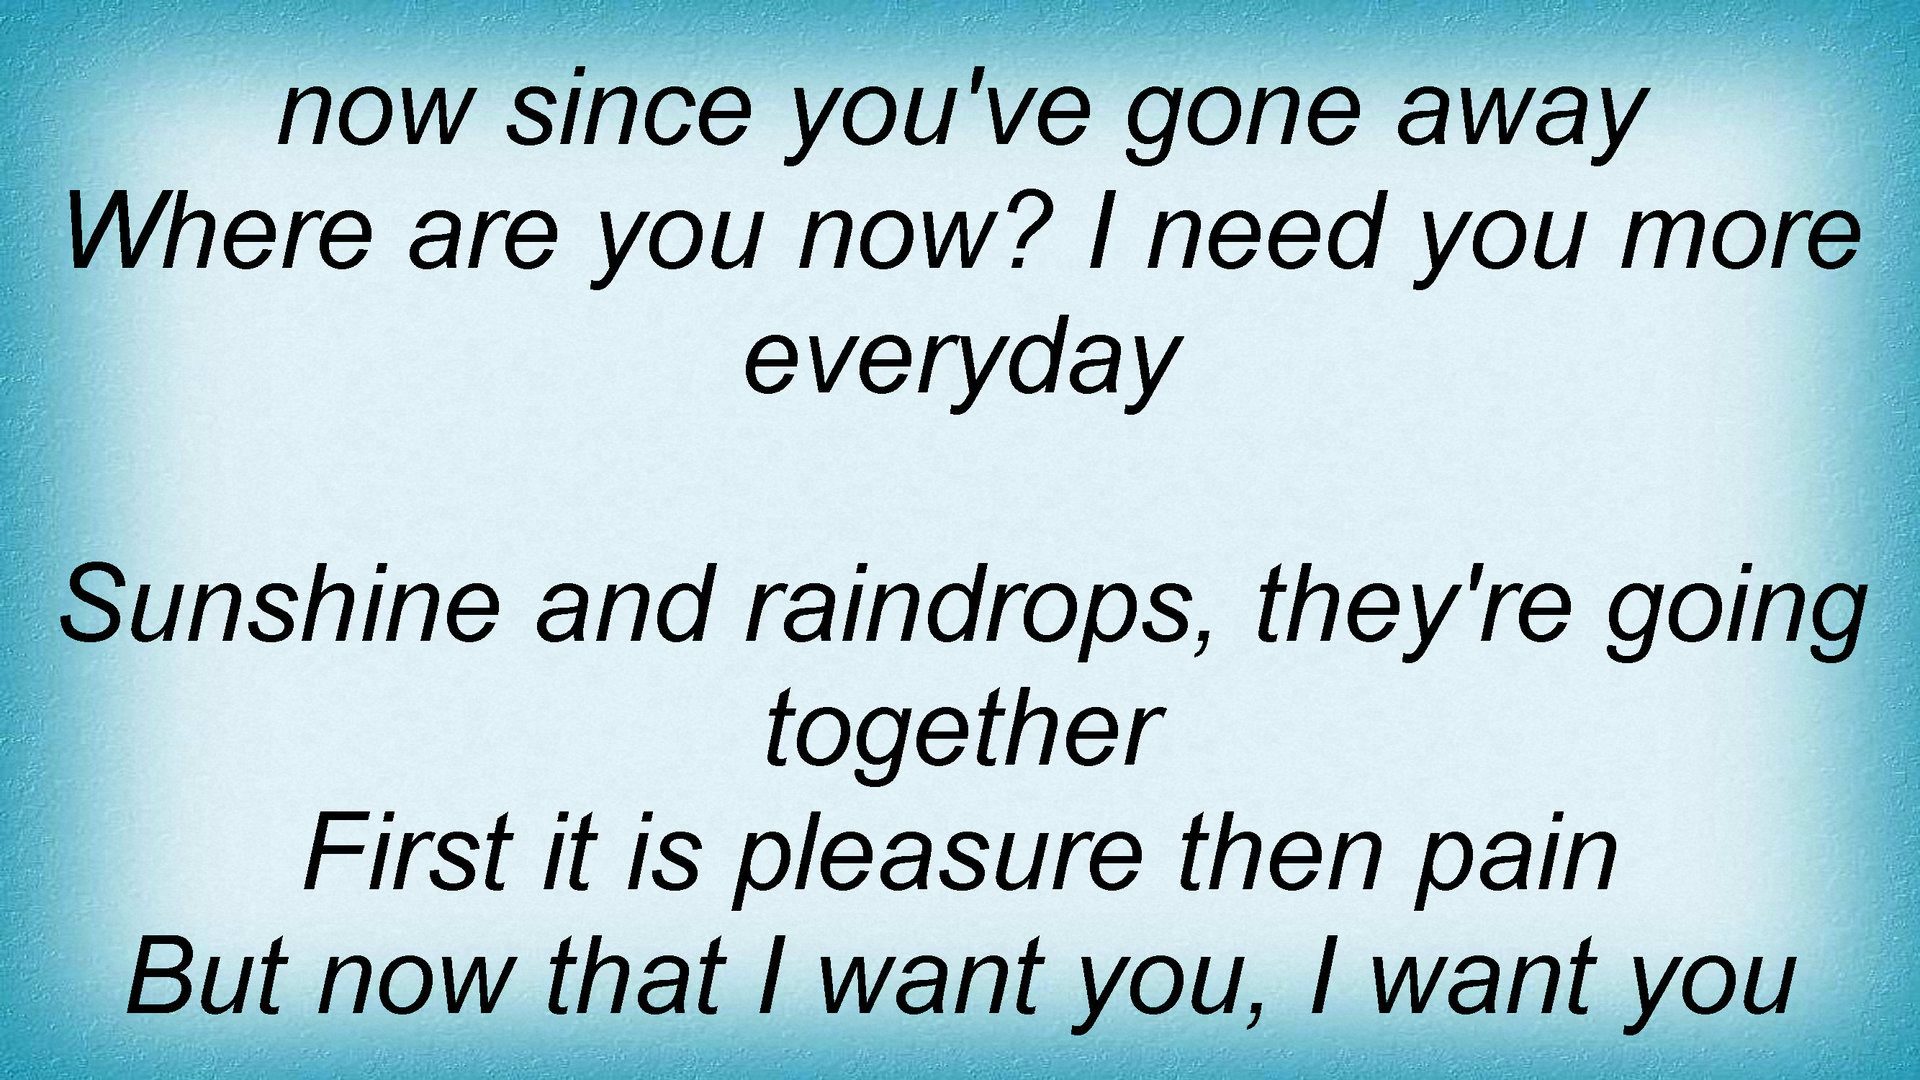 now since you've gone away
Where are you now? I need you more
everyday
Sunshine and raindrops, they're going
together
First it is pleasure then pain
But now that I want you, I want you